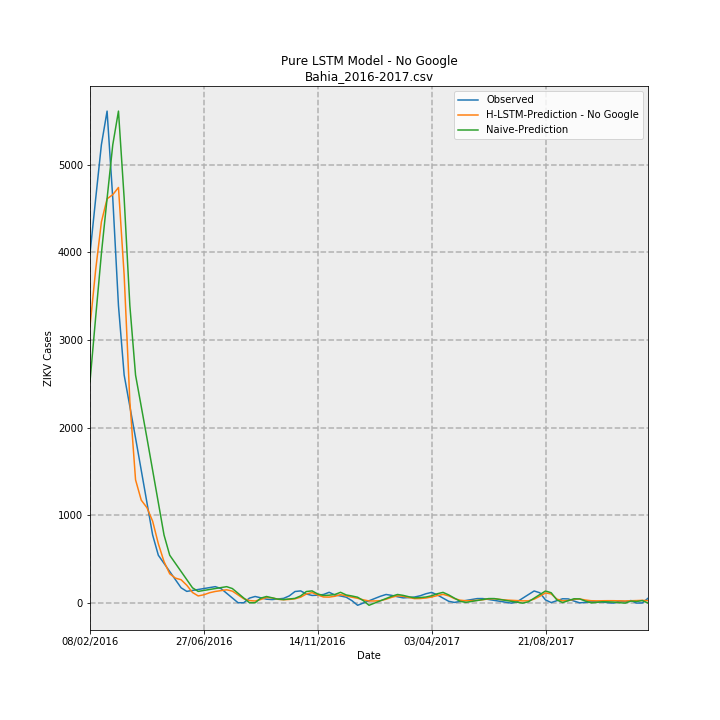 Pure LSTM Model - No Google
Bahia_2016-2017.csv
Observed
H-LSTM-Prediction - No Google
Naive-Prediction
ZIKV Cases
5000
4000
3000
2000
1000
0
08/02/2016 27/06/2016 14/11/2016 03/04/2017 21/08/2017
Date